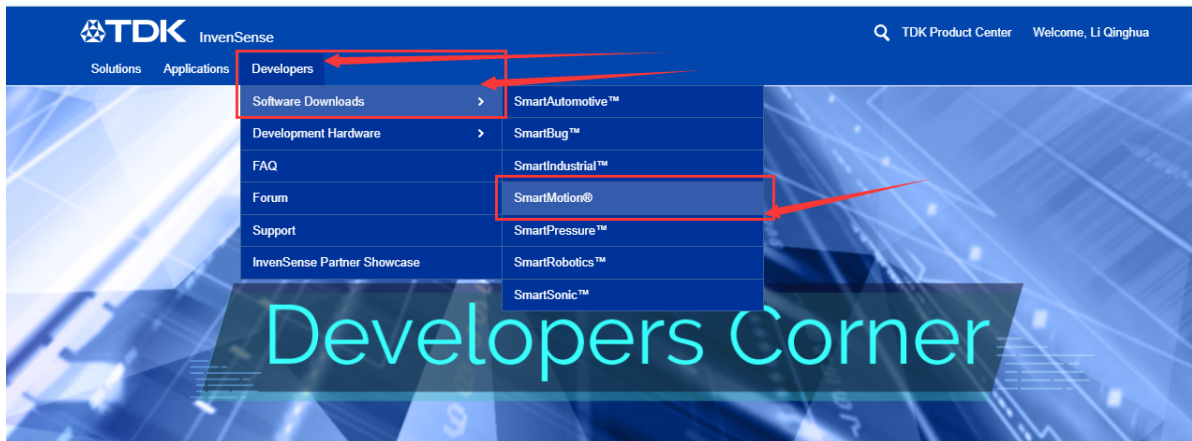 TDK InvenSense
TDK Product Center Welcome, Li Qinghua
Solutions Applications Developers
Software Downloads
Development Hardware
FAQ
Forum
Support
InvenSense Partner Showcase
SmartAutomotive™
SmartBug™
SmartIndustrial™
SmartMotion®
SmartPressure™
SmartRobotics™
SmartSonic™
Developers Corner